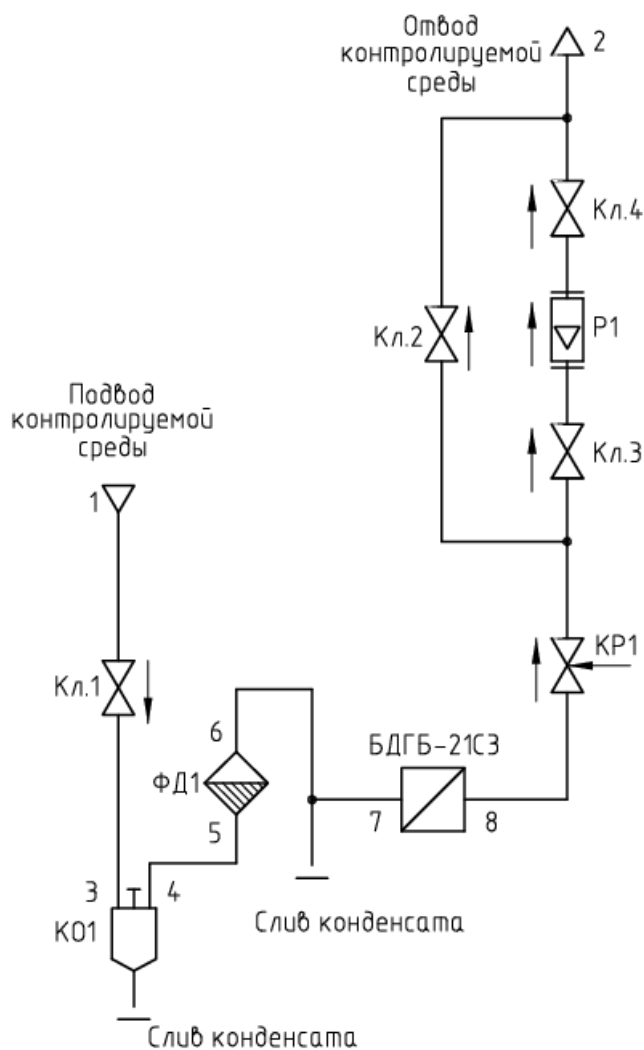 Отвод
контролируемой
среды
2
Кл.4
Кл.2
Р1
Подвод
контролируемой
среды
1
Кл.3
Кл.1
КР1
6
БДГБ-21СЗ
ФД1
5
7
8
3
4
КО1
Слив конденсата
Слив конденсата